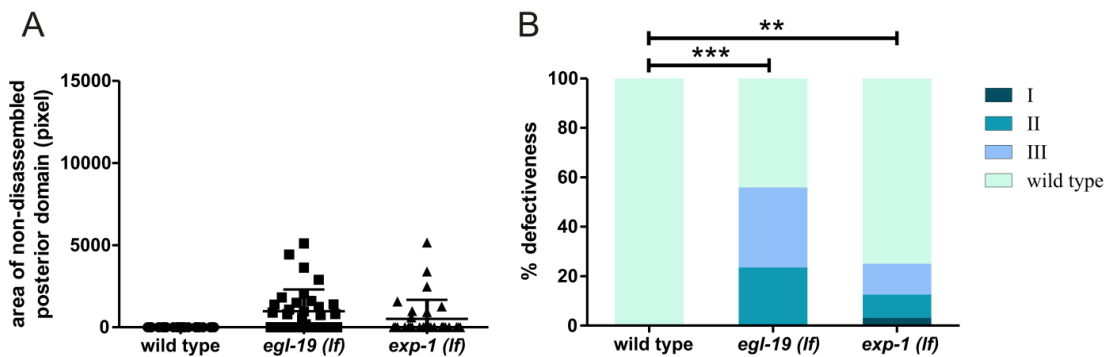 A
area of non-disassembled
posterior domain (pixel)
15000
10000
5000
0
wild type
egl-19 (lf)
exp-1 (lf)
B
**
***
% defectiveness
100
80
60
40
20
0
wild type
egl-19 (lf)
exp-1 (lf)
I
II
III
wild type